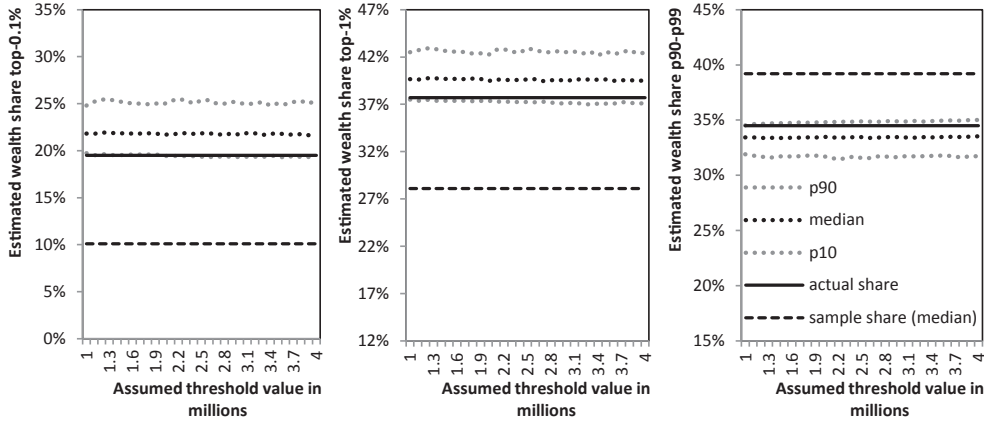 Estimated wealth share top-0.1%
35%
30%
25%
20%
15%
10%
5%
0%
1 1.3 1.6 1.9 2.2 2.5 2.8 3.1 3.4 3.7 4
Assumed threshold value in
millions
Estimated wealth share top-1%
47%
42%
37%
32%
27%
22%
17%
12%
1 1.3 1.6 1.9 2.2 2.5 2.8 3.1 3.4 3.7 4
Assumed threshold value in
millions
Estimated wealth share p90-p99
45%
40%
35%
30%
25%
20%
15%
p90
median
p10
actual share
sample share (median)
1 1.3 1.6 1.9 2.2 2.5 2.8 3.1 3.4 3.7 4
Assumed threshold value in
millions